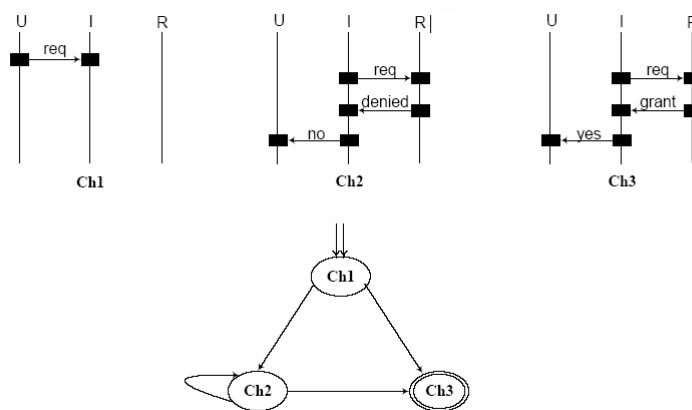 U I R
req
Ch1
U I R
req
denied
no
Ch2
U I R
req
grant
yes
Ch3
Ch1
Ch2 Ch3